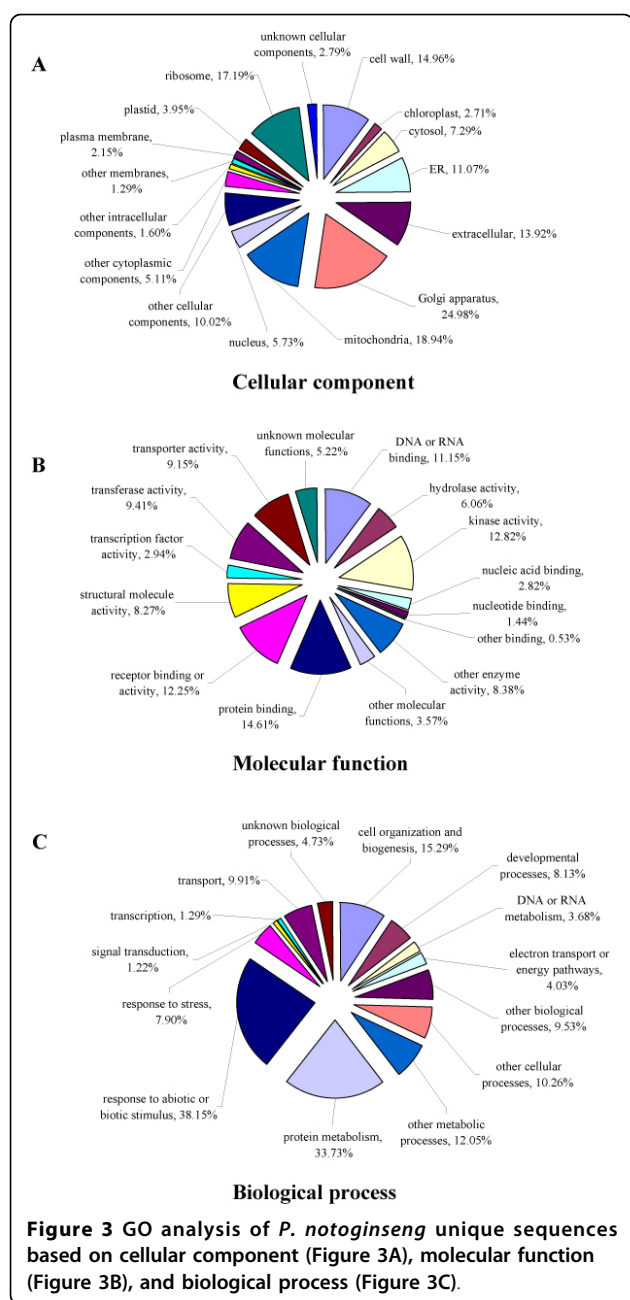 A
unknown cellular
components, 2.79%
cell wall, 14.96%
ribosome, 17.19%
chloroplast, 2.71%
plastid, 3.95%
cytosol, 7.29%
plasma membrane,
2.15%
ER, 11.07%
other membranes,
1.29%
other intracellular
components, 1.60%
extracellular, 13.92%
other cytoplasmic
components, 5.11%
Golgi apparatus,
24.98%
other cellular
components, 10.02%
nucleus, 5.73%
mitochondria, 18.94%
Cellular component
B
unknown molecular
functions, 5.22%
DNA or RNA
binding, 11.15%
transporter activity,
9.15%
hydrolase activity,
6.06%
transferase activity,
9.41%
kinase activity,
12.82%
transcription factor
activity, 2.94%
nucleic acid binding,
2.82%
structural molecule
activity, 8.27%
nucleotide binding,
1.44%
other binding, 0.53%
receptor binding or
activity, 12.25%
other enzyme
activity, 8.38%
protein binding,
14.61%
other molecular
functions, 3.57%
Molecular function
C
unknown biological
processes, 4.73%
cell organization and
biogenesis, 15.29%
transport, 9.91%
developmental
processes, 8.13%
transcription, 1.29%
DNA or RNA
metabolism, 3.68%
signal transduction,
1.22%
electron transport or
energy pathways,
4.03%
response to stress,
7.90%
other biological
processes, 9.53%
other cellular
processes, 10.26%
response to abiotic or
biotic stimulus, 38.15%
other metabolic
processes, 12.05%
protein metabolism,
33.73%
Biological process
Figure 3 GO analysis of P. notoginseng unique sequences
based on cellular component (Figure 3A), molecular function
(Figure 3B), and biological process (Figure 3C).